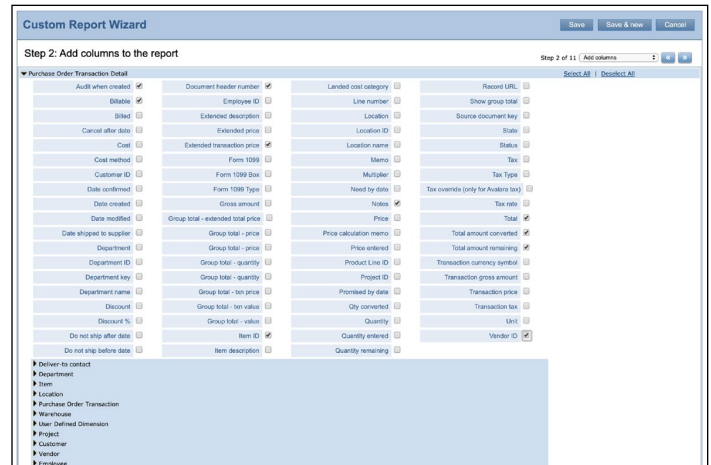 Custom Report Wizard Save Save & new Cancel
Step 2: Add columns to the report Step 2 of 11 Add columns
Purchase Order Transaction Detail Select All | Deselect All
Audit when created Document header number Landed cost category Record URL
Billable Employee ID Line number Show group total
Billed Extended description Location Source document key
Cancel after date Extended price Location ID State
Cost Extended transaction price Location name Status
Cost method Form 1099 Memo Tax
Customer ID Form 1099 Box Multiplier Tax Type
Date confirmed Form 1099 Type Need by date Tax override (only for Avalara tax)
Date created Gross amount Notes Tax rate
Date modified Group total - extended total price Price Total
Date shipped to supplier Group total - price Price calculation memo Total amount converted
Department Group total - price Price entered Total amount remaining
Department ID Group total - quantity Product Line ID Transaction currency symbol
Department key Group total - quantity Project ID Transaction gross amount
Department name Group total - txn price Promised by date Transaction price
Discount Group total - txn value Qty converted Transaction tax
Discount % Group total - value Quantity Unit
Do not ship after date Item ID Quantity entered Vendor ID
Do not ship before date Item description Quantity remaining
Deliver-to contact
Department
Item
Location
Purchase Order Transaction
Warehouse
User Defined Dimension
Project
Customer
Vendor
Employee